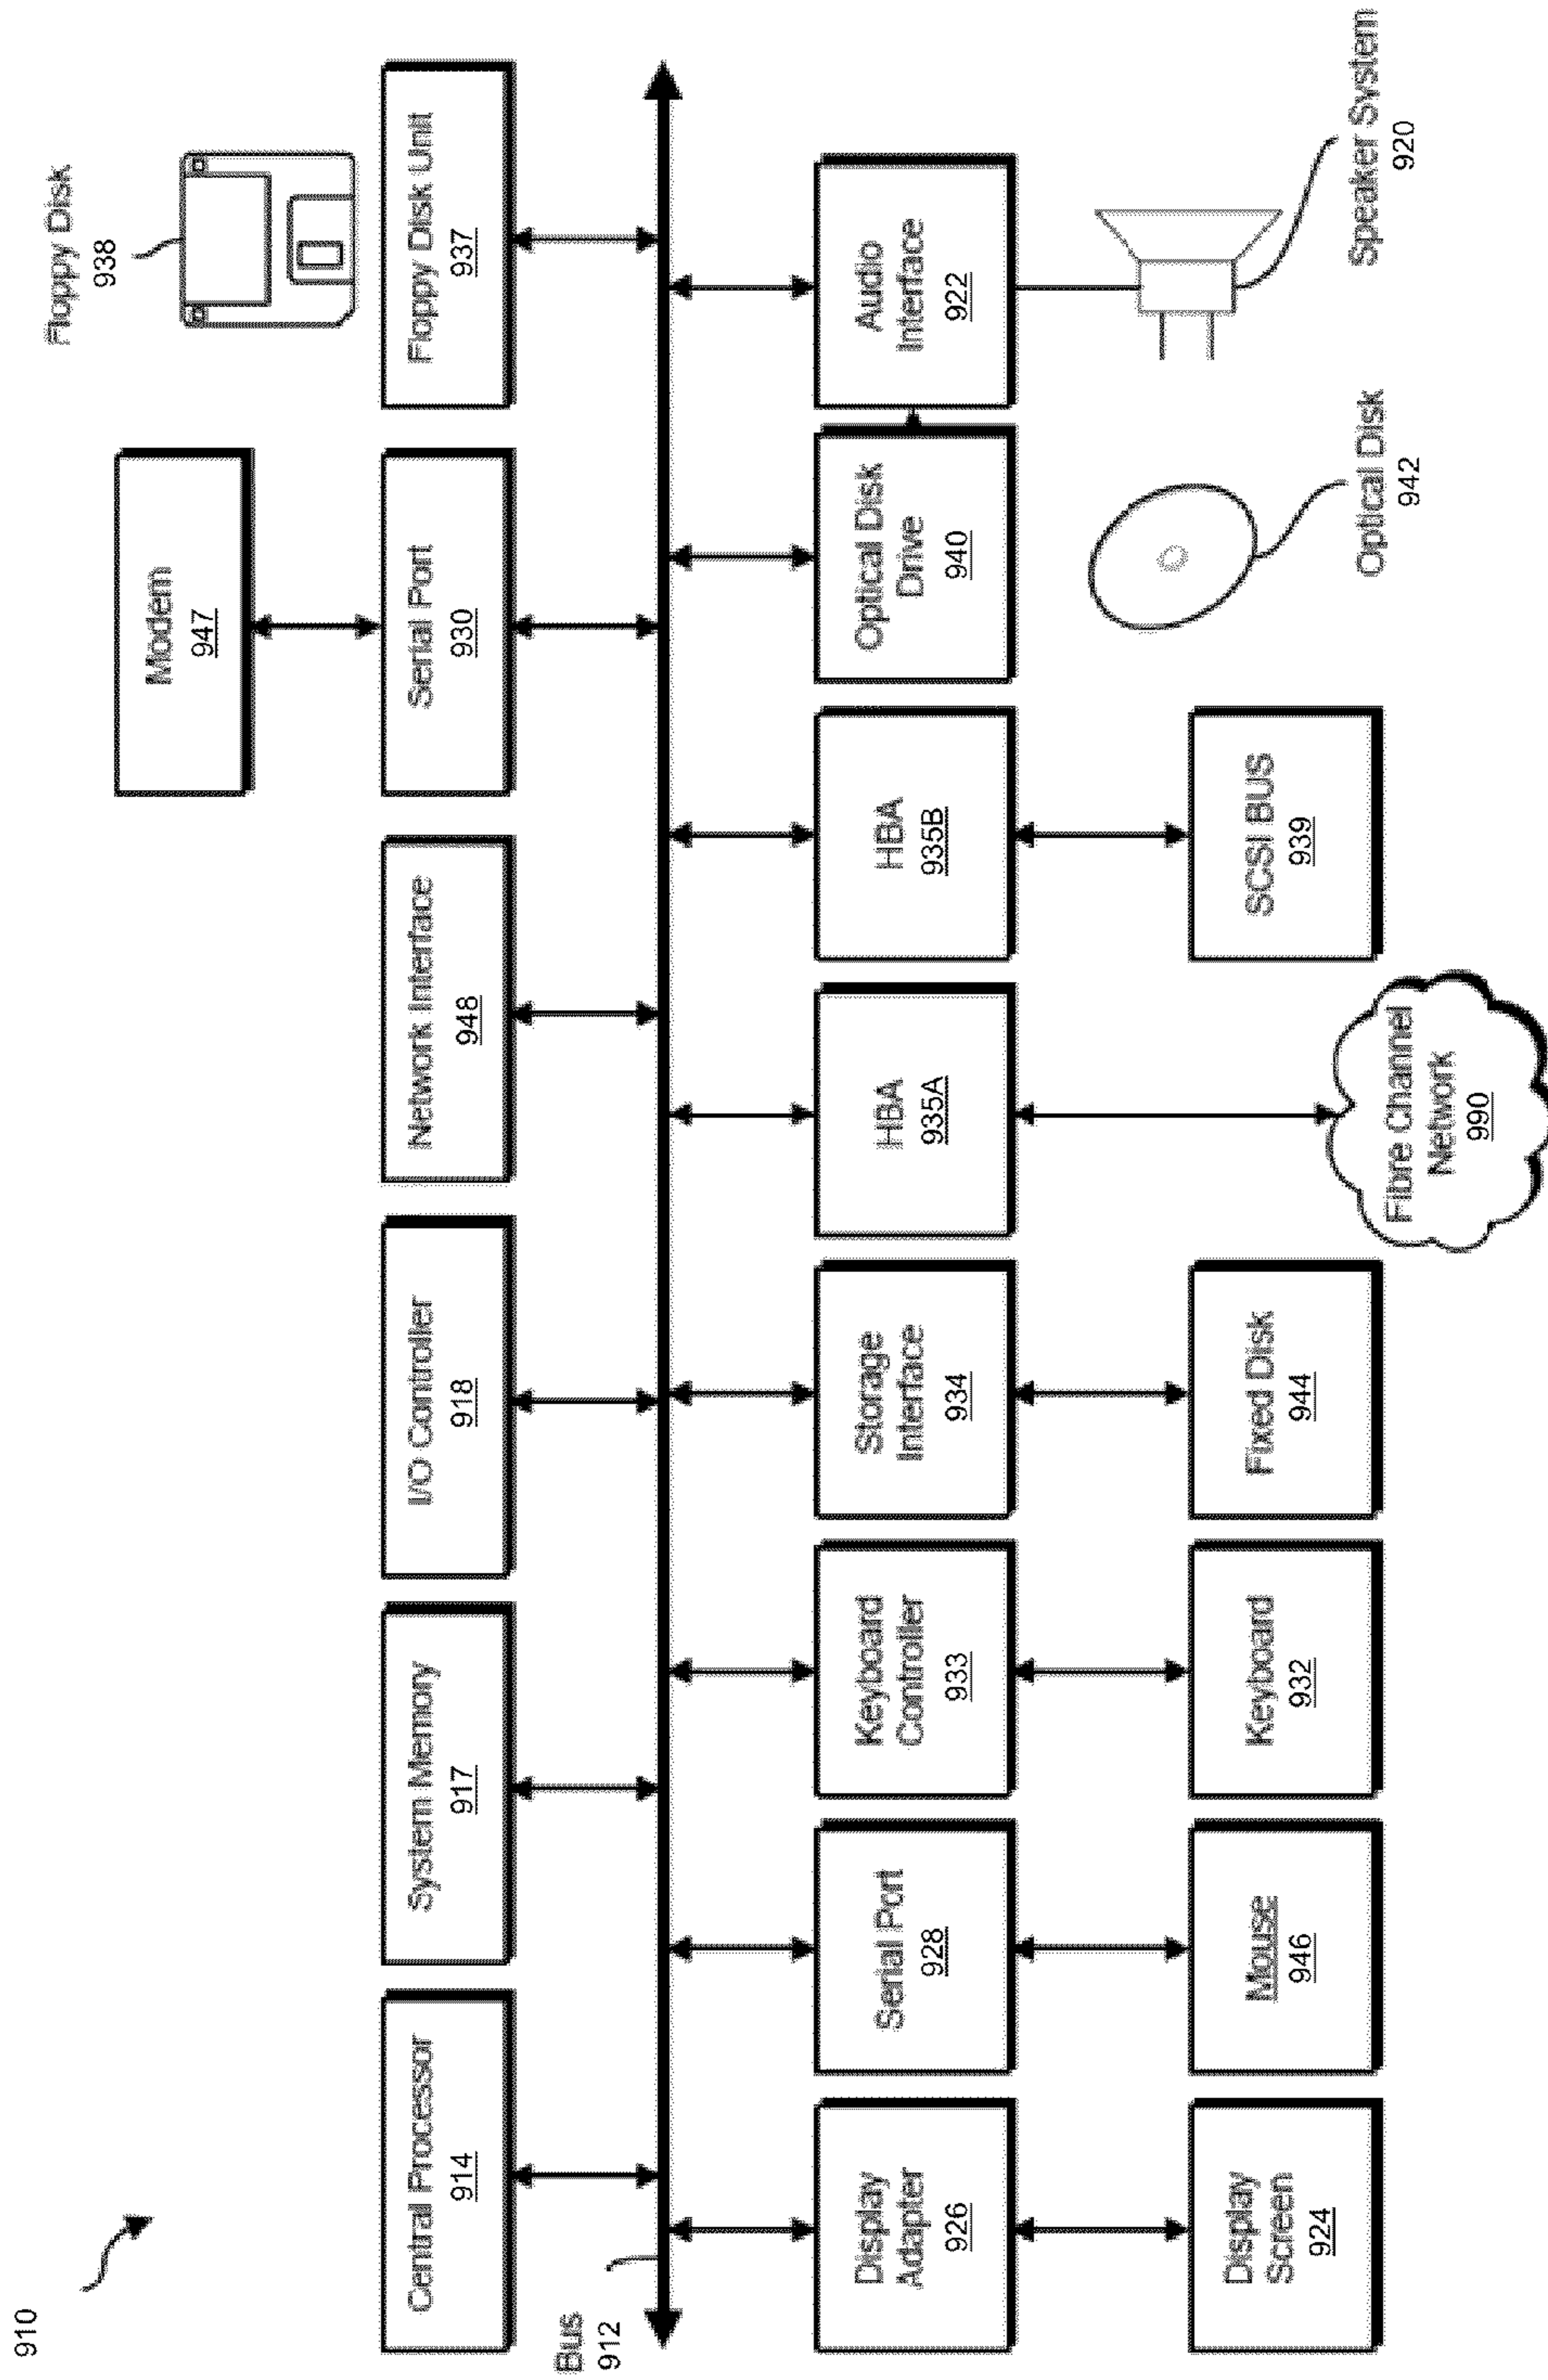 910
Floppy Disk
938
Modem
947
Central Processor
914
System Memory
917
I/O Controller
918
Network Interface
948
Serial Port
930
Floppy Disk Unit
937
Bus
912
Display
Adapter
926
Serial Port
928
Keyboard
Controller
933
Storage
Interface
934
HBA
935A
HBA
935B
Optical Disk
Drive
940
Audio
Interface
922
Display
Screen
924
Mouse
946
Keyboard
932
Fixed Disk
944
Fibre Channel
Network
990
SCSI BUS
939
Optical Disk
942
Speaker System
920